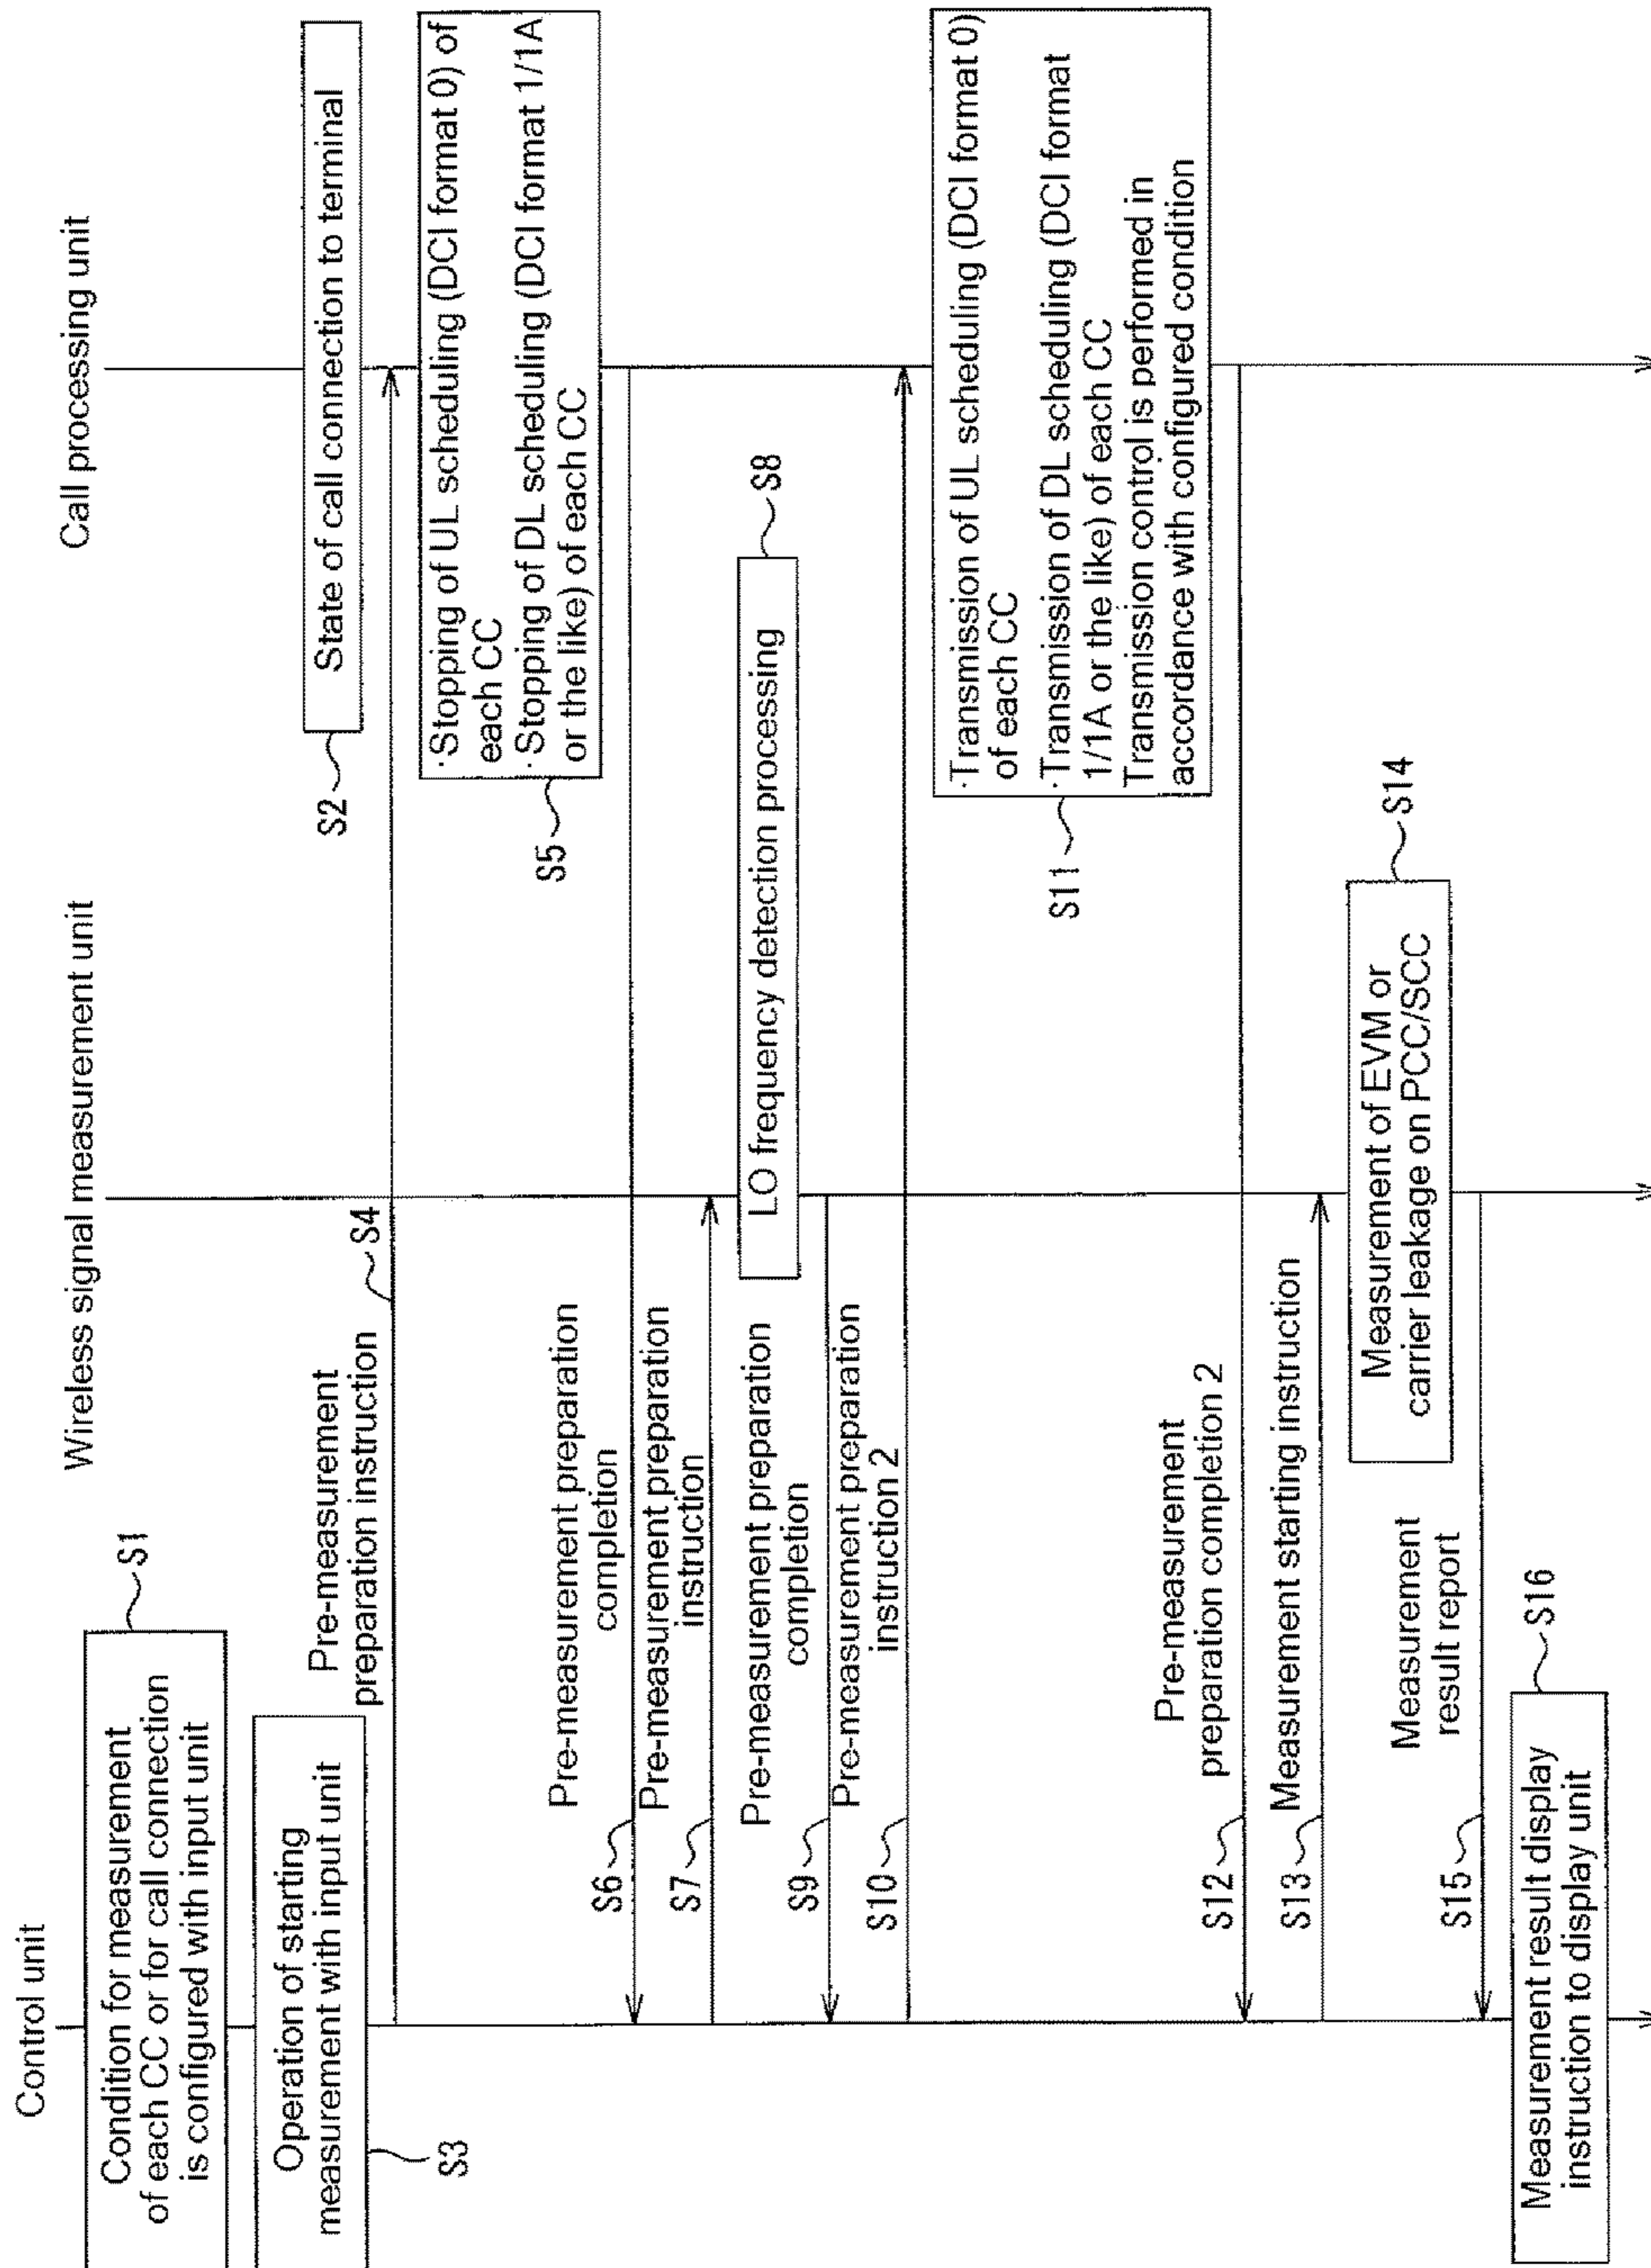 Control unit
Wireless signal measurement unit
Call processing unit
Condition for measurement
of each CC or for call connection
is configured with input unit
S1
State of call connection to terminal
S2
Operation of starting
measurement with input unit
S3
Pre-measurement
preparation instruction
S4
·Stopping of UL scheduling (DCI format 0) of
each CC
·Stopping of DL scheduling (DCI format 1/1A
or the like) of each CC
S5
Pre-measurement preparation
completion
S6
Pre-measurement preparation
instruction
S7
LO frequency detection processing
S8
Pre-measurement preparation
completion
S9
Pre-measurement preparation
instruction 2
S10
·Transmission of UL scheduling (DCI format 0)
of each CC
·Transmission of DL scheduling (DCI format
1/1A or the like) of each CC
Transmission control is performed in
accordance with configured condition
S11
Pre-measurement
preparation completion 2
S12
Measurement starting instruction
S13
Measurement of EVM or
carrier leakage on PCC/SCC
S14
Measurement
result report
S15
Measurement result display
instruction to display unit
S16